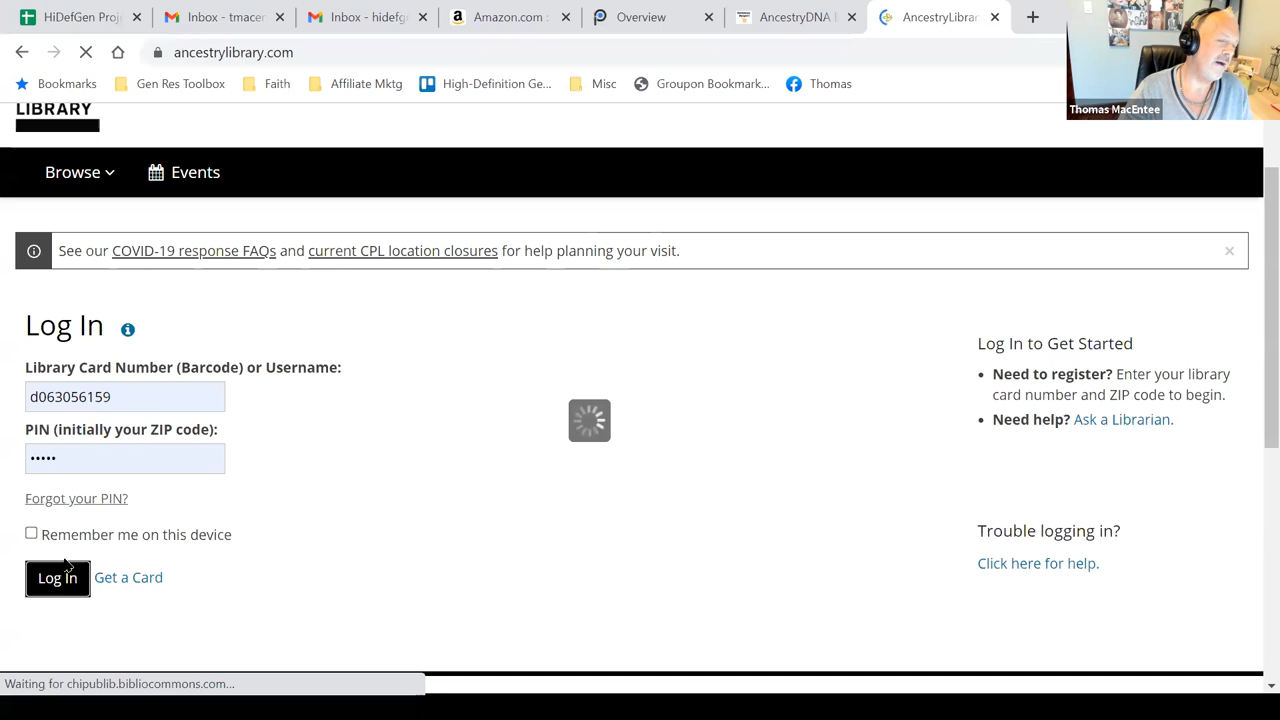 HiDefGen Proj
Inbox - tmacen
Inbox - hidefg
Amazon.com :
Overview
AncestryDNA
AncestryLibrar
ancestrylibrary.com
Bookmarks
Gen Res Toolbox
Faith
Affiliate Mktg
High-Definition Ge...
Misc
Groupon Bookmark...
Thomas
Thomas MacEntee
LIBRARY
Browse
Events
See our COVID-19 response FAQs and current CPL location closures for help planning your visit.
Log In
Library Card Number (Barcode) or Username:
d063056159
PIN (initially your ZIP code):
•••••
Forgot your PIN?
Remember me on this device
Log In
Get a Card
Log In to Get Started
• Need to register? Enter your library
card number and ZIP code to begin.
• Need help? Ask a Librarian.
Trouble logging in?
Click here for help.
Waiting for chipublib.bibliocommons.com...